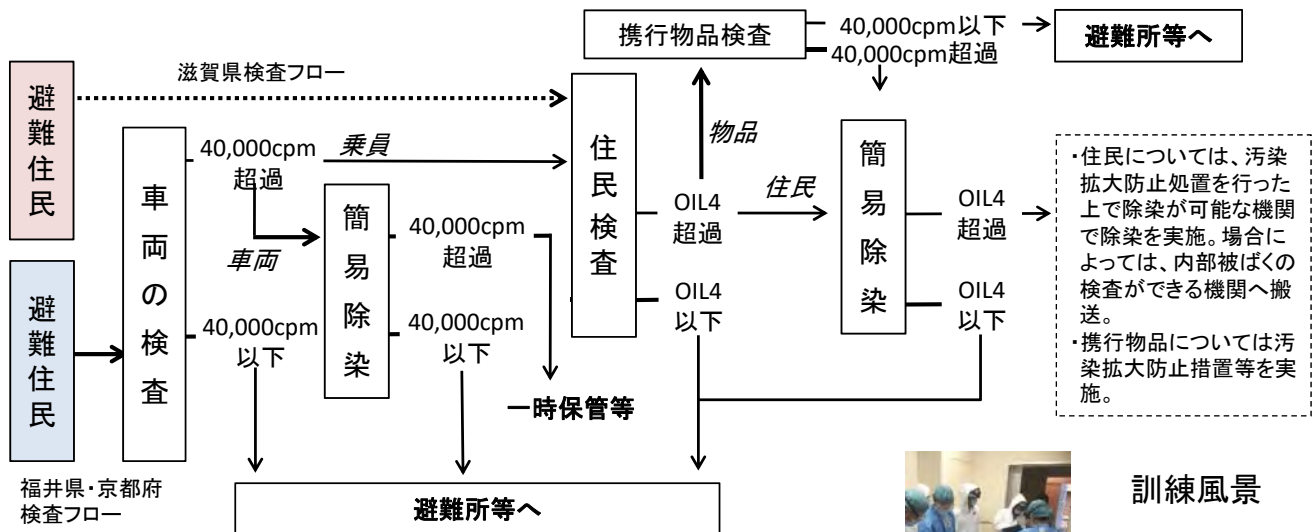 携行物品検査
40,000cpm以下
40,000cpm超過
避難所等へ
滋賀県検査フロー
避難住民
避難住民
福井県・京都府
検査フロー
車両の検査
40,000cpm
超過
乗員
車両
40,000cpm
以下
簡易除染
40,000cpm
超過
40,000cpm
以下
一時保管等
住民検査
物品
OIL4
超過
住民
OIL4
以下
簡易除染
OIL4
超過
OIL4
以下
・住民については、汚染
拡大防止処置を行った
上で除染が可能な機関
で除染を実施。場合に
よっては、内部被ばくの
検査ができる機関へ搬
送。
・携行物品については汚
染拡大防止措置等を実
施。
避難所等へ
訓練風景